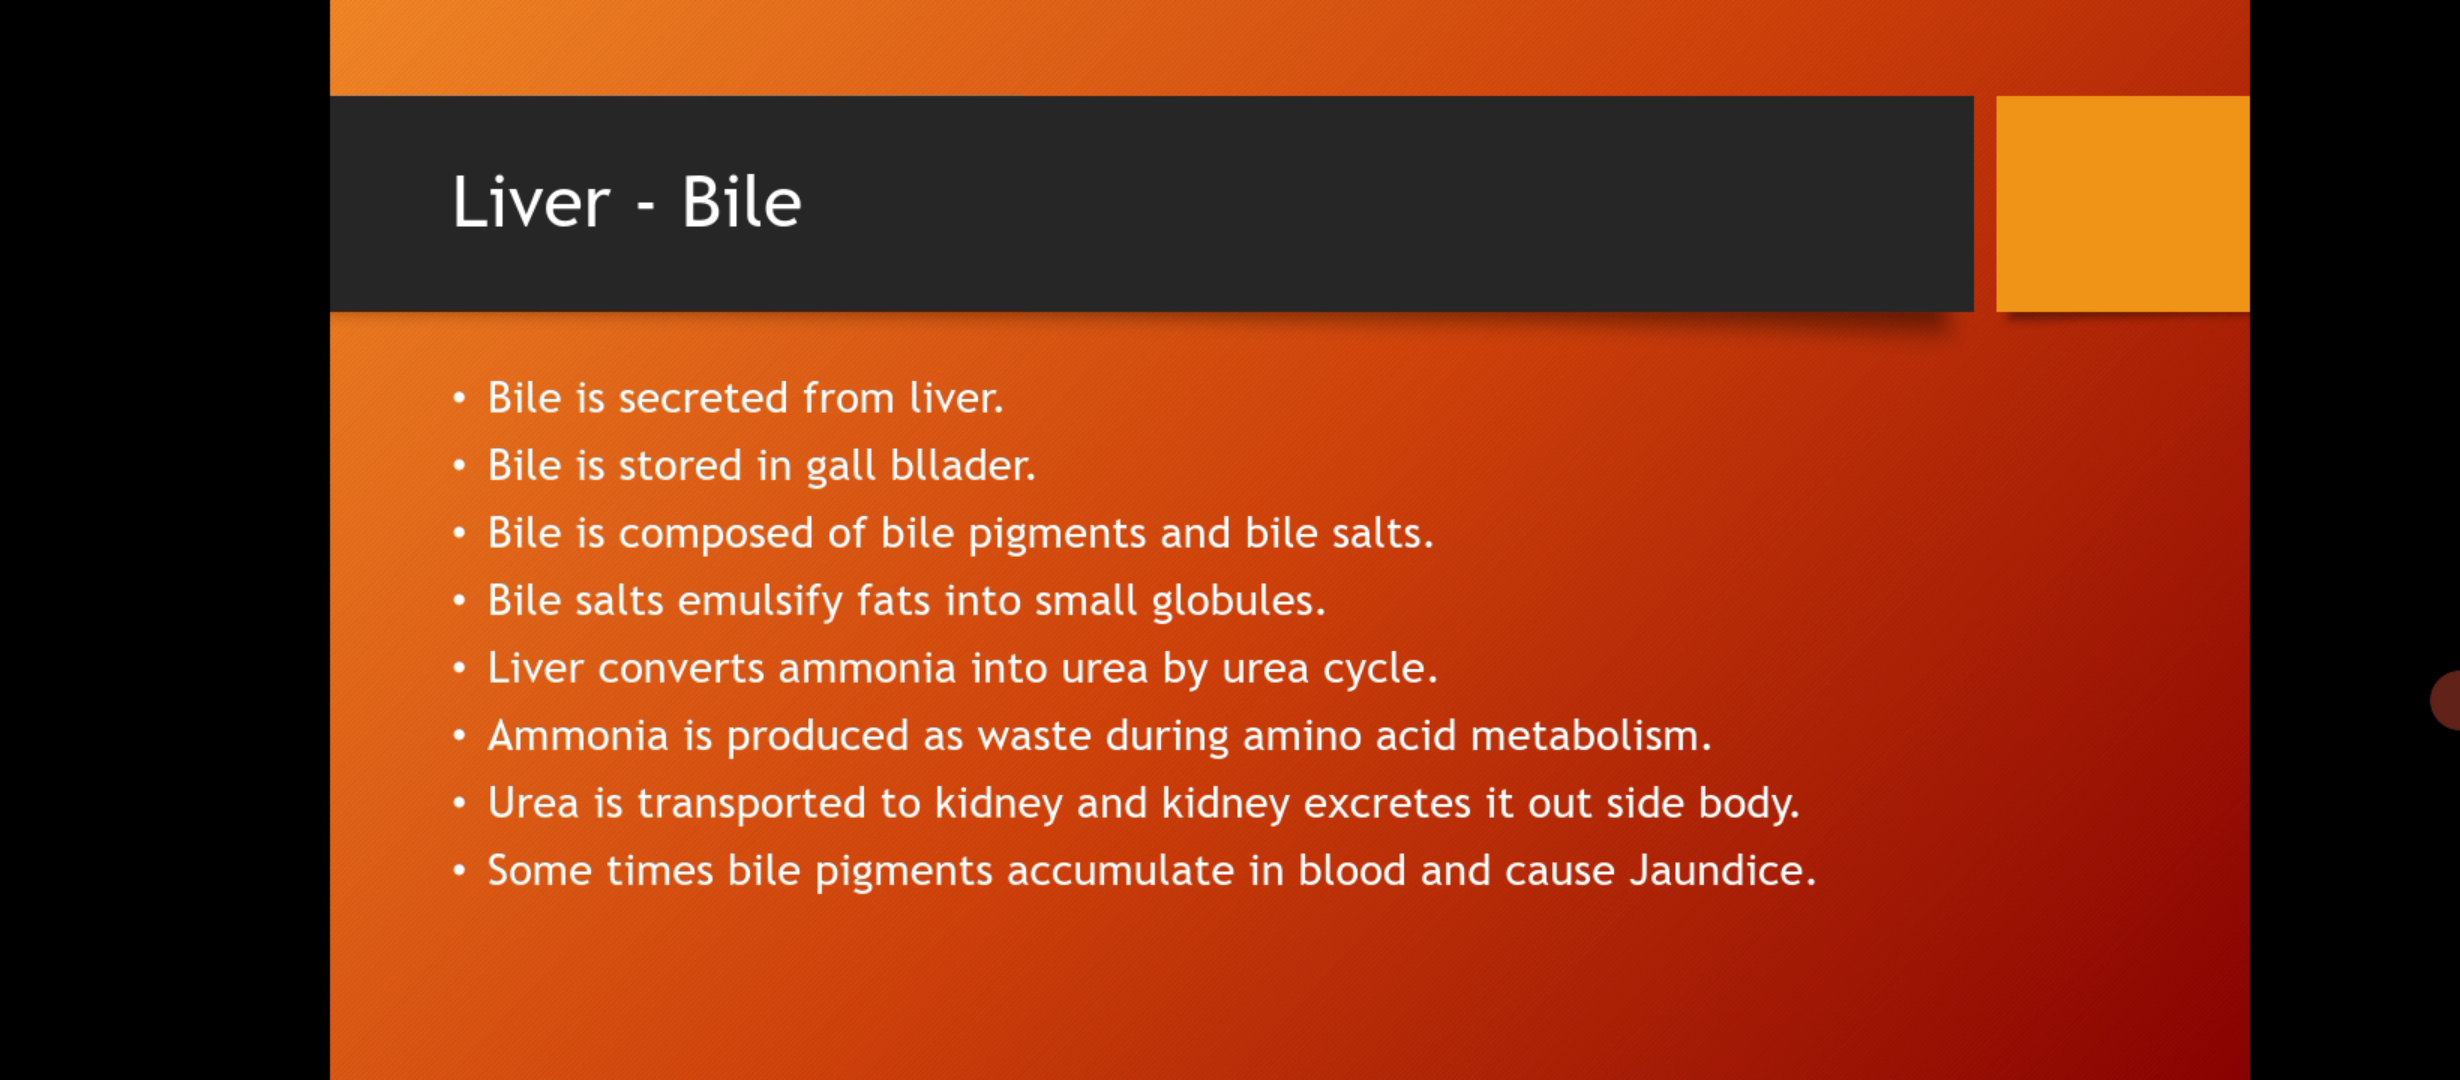 Liver - Bile
• Bile is secreted from liver.
• Bile is stored in gall bllader.
• Bile is composed of bile pigments and bile salts.
• Bile salts emulsify fats into small globules.
• Liver converts ammonia into urea by urea cycle.
• Ammonia is produced as waste during amino acid metabolism.
• Urea is transported to kidney and kidney excretes it out side body.
• Some times bile pigments accumulate in blood and cause Jaundice.